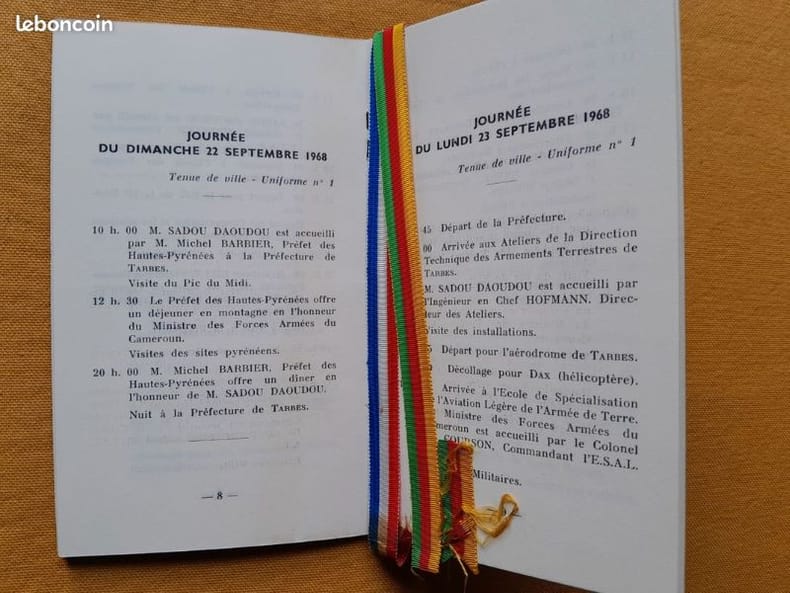 leboncoin
JOURNÉE
DU DIMANCHE 22 SEPTEMBRE 1968
Tenue de ville - Uniforme n° 1
10 h. 00 M. SADOU DAOUDOU est accueilli
par M. Michel BARBIER, Préfet des
Hautes-Pyrénées à la Préfecture de
TARBES.
Visite du Pic du Midi.
12 h. 30 Le Préfet des Hautes-Pyrénées offre
un déjeuner en montagne en l'honneur
du Ministre des Forces Armées du
Cameroun.
Visites des sites pyrénéens.
20 h. 00 M. Michel BARBIER, Préfet des
Hautes-Pyrénées offre un dîner en
l'honneur de M. SADOU DAOUDOU.
Nuit à la Préfecture de TARBES.
— 8 —
JOURNÉE
DU LUNDI 23 SEPTEMBRE 1968
Tenue de ville - Uniforme n° 1
45 Départ de la Préfecture.
00 Arrivée aux Ateliers de la Direction
Technique des Armements Terrestres de
TARBES.
M. SADOU DAOUDOU est accueilli par
l'Ingénieur en Chef HOFMANN. Direc-
teur des Ateliers.
Visite des installations.
5 Départ pour l'aérodrome de TARBES.
Décollage pour DAX (hélicoptère).
Arrivée à l'Ecole de Spécialisation
l'Aviation Légère de l'Armée de Terre.
Ministre des Forces Armées du
meroun est accueilli par le Colonel
COURSON, Commandant l'E.S.A.L.
Militaires.